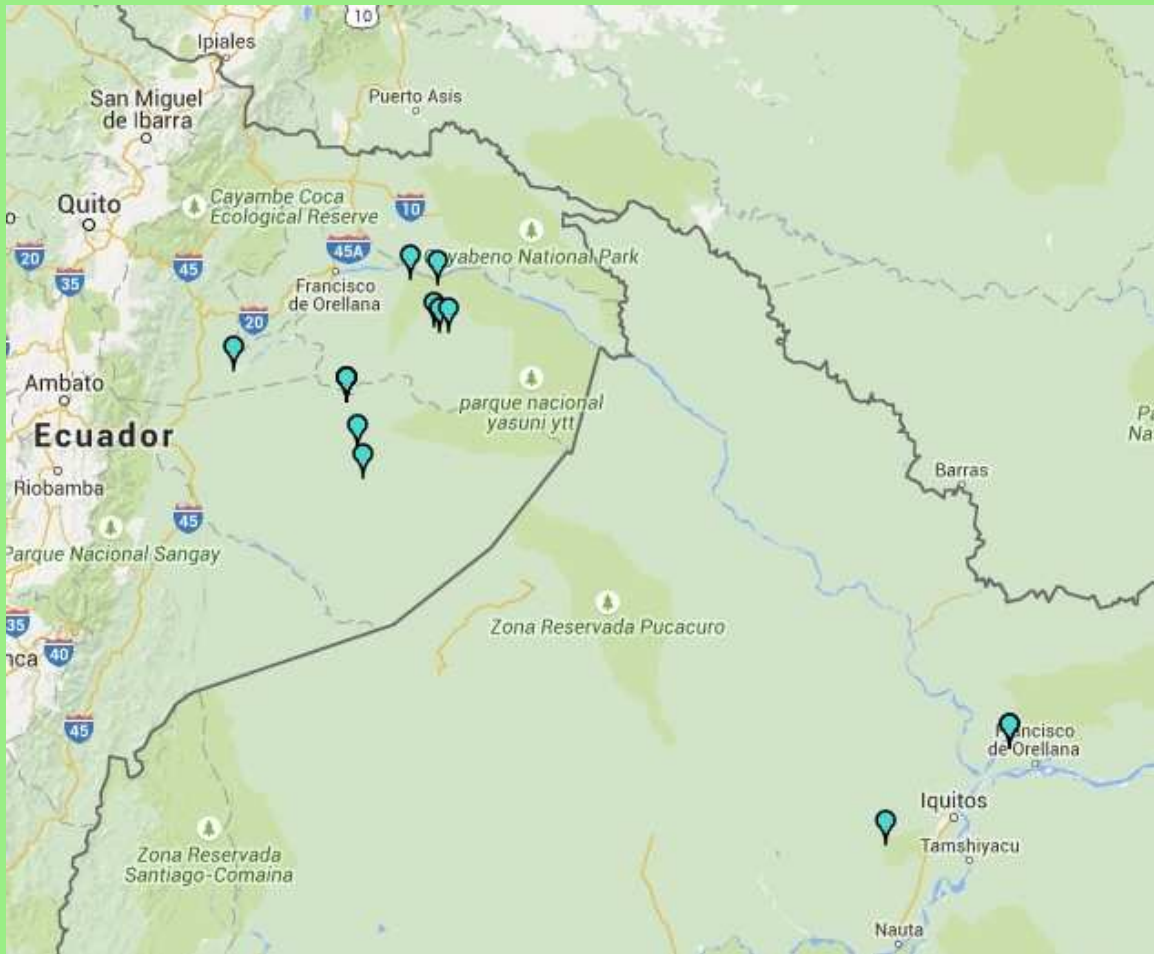 10
Ipiales
Puerto Asis
San Miguel
de Ibarra
Quito
Cayambe Coca
Ecological Reserve
10
o
20
45
45A
35
National Park
Francisco
de Orellana
20
Ambato
parque nacional
yasuni ytt
Ecuador
Riobamba
Barras
45
Parque Nacional Sangay
Zona Reservada Pucacuro
35
40
45
de Orellana
Iquitos
Tamshiyacu
Zona Reservada
Santiago-Comaina
Nauta